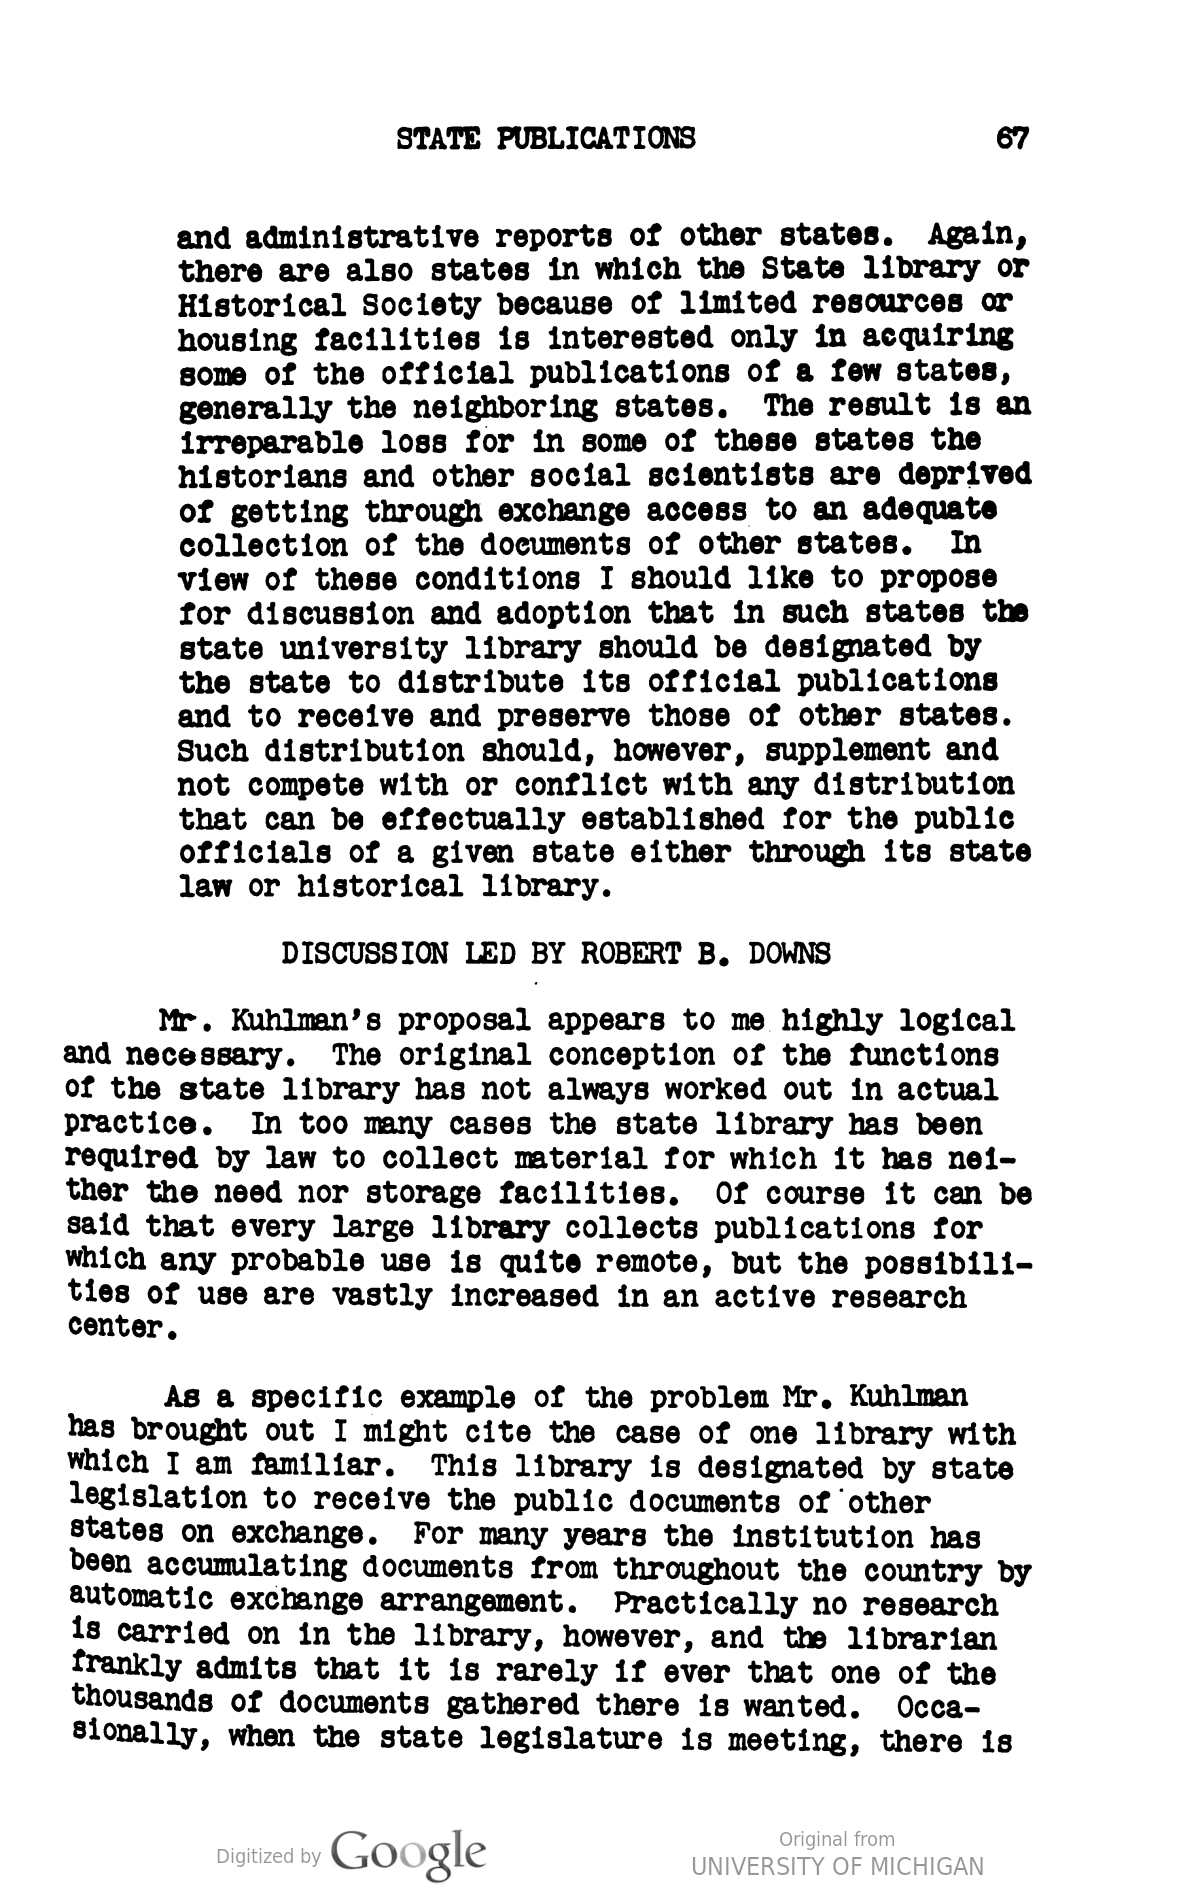 STATE PUBLICATIONS 67
and administrative reports of other states. Again,
there are also states in which the State library or
Historical Society because of limited resources or
housing facilities is interested only in acquiring
some of the official publications of a few states,
generally the neighboring states. The result is an
irreparable loss for in some of these states the
historians and other social scientists are deprived
of getting through exchange access to an adequate
collection of the documents of other states. In
view of these conditions I should like to propose
for discussion and adoption that in such states the
state university library should be designated by
the state to distribute its official publications
and to receive and preserve those of other states.
Such distribution should, however, supplement and
not compete with or conflict with any distribution
that can be effectually established for the public
officials of a given state either through its state
law or historical library.
DISCUSSION LED BY ROBERT B. DOWNS
Mr. Kuhlman's proposal appears to me highly logical
and necessary. The original conception of the functions
of the state library has not always worked out in actual
practice. In too many cases the state library has been
required by law to collect material for which it has nei-
ther the need nor storage facilities. Of course it can be
said that every large library collects publications for
which any probable use is quite remote, but the possibili-
ties of use are vastly increased in an active research
center.
As a specific example of the problem Mr. Kuhlman
has brought out I might cite the case of one library with
which I am familiar. This library is designated by state
legislation to receive the public documents of other
states on exchange. For many years the institution has
been accumulating documents from throughout the country by
automatic exchange arrangement. Practically no research
is carried on in the library, however, and the librarian
frankly admits that it is rarely if ever that one of the
thousands of documents gathered there is wanted. Occa-
sionally, when the state legislature is meeting, there is
Digitized by Google
Original from
UNIVERSITY OF MICHIGAN